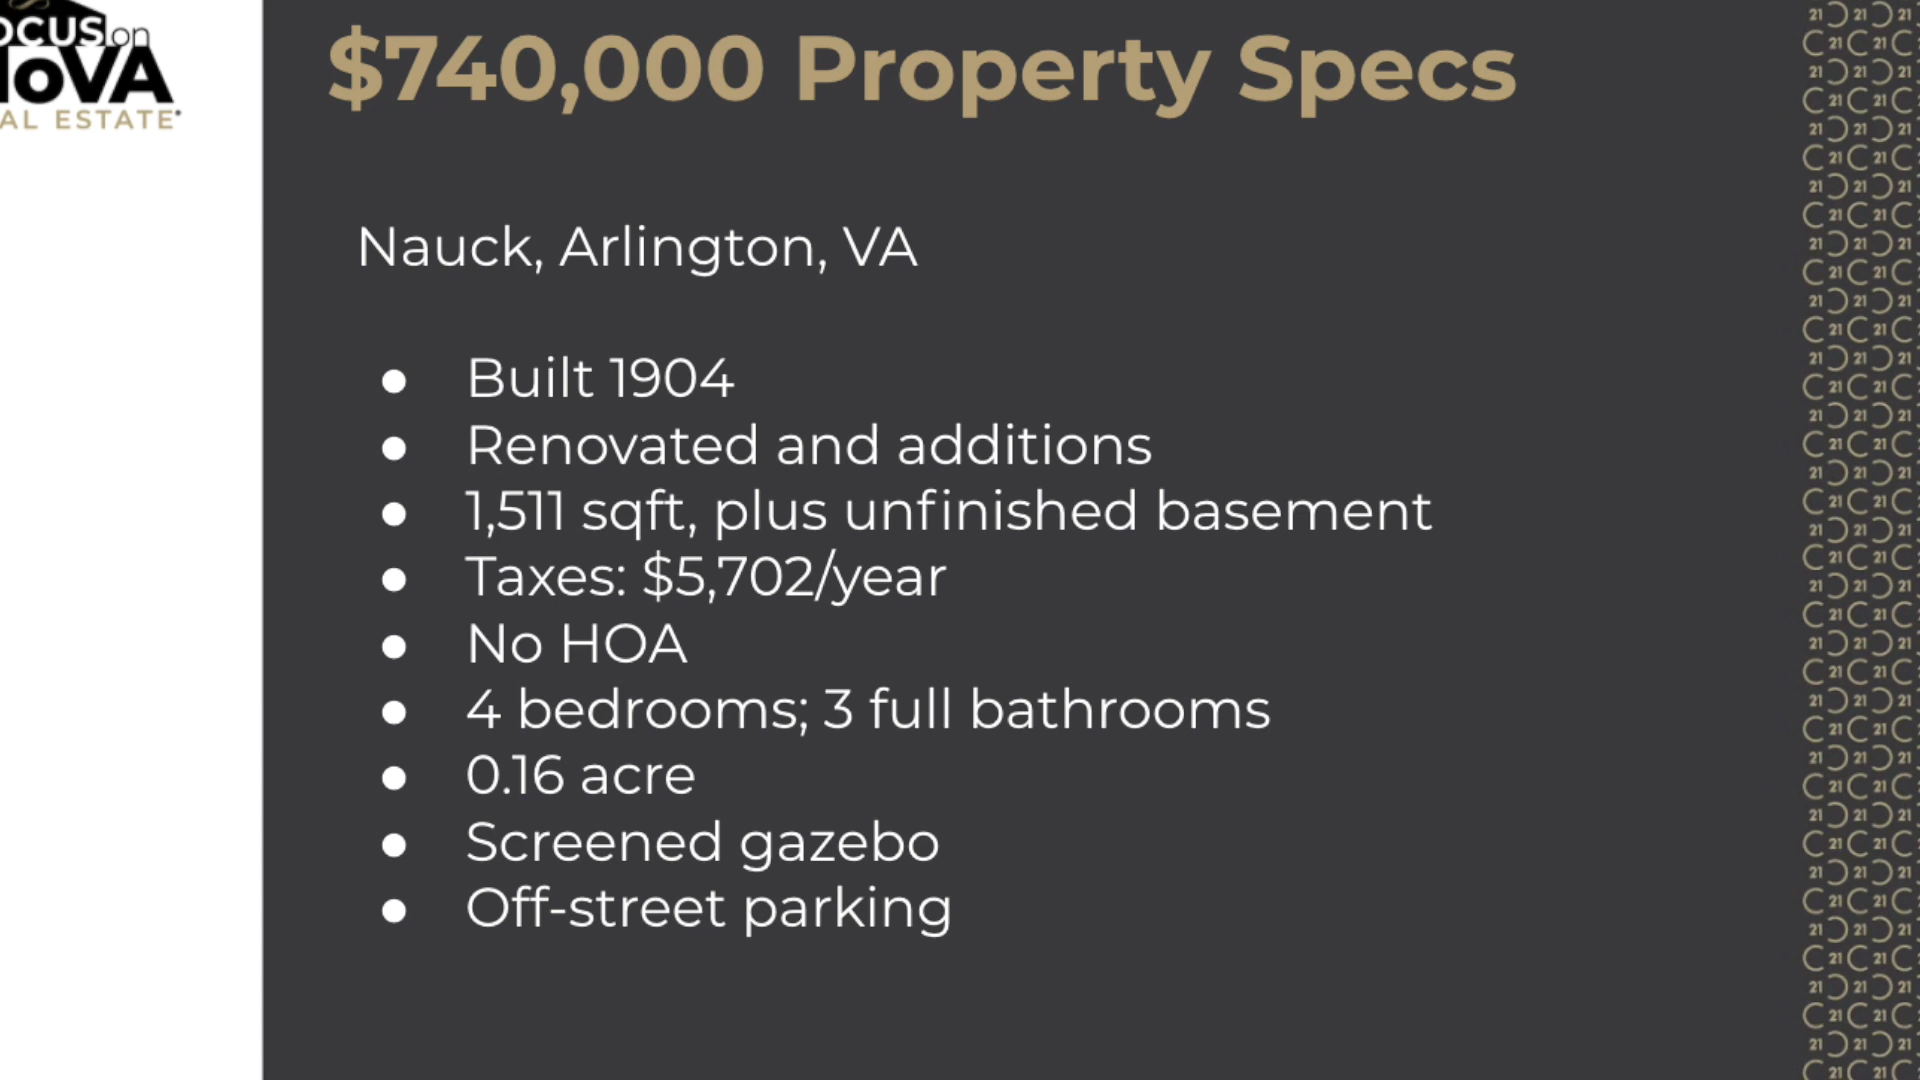 OCUS on
NoVA
AL ESTATE
$740,000 Property Specs
Nauck, Arlington, VA
● Built 1904
● Renovated and additions
● 1,511 sqft, plus unfinished basement
● Taxes: $5,702/year
● No HOA
● 4 bedrooms; 3 full bathrooms
● 0.16 acre
● Screened gazebo
● Off-street parking